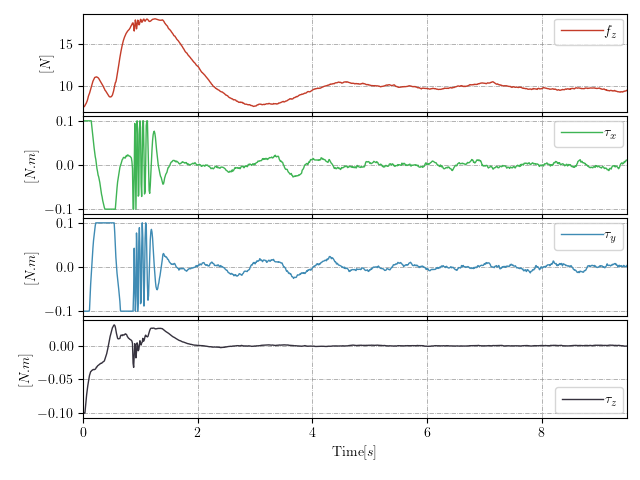 [N]
15
10
f_z
[N.m]
0.1
0.0
−0.1
τ_x
[N.m]
0.1
0.0
−0.1
τ_y
[N.m]
0.00
−0.05
−0.10
τ_z
0 2 4 6 8
Time[s]